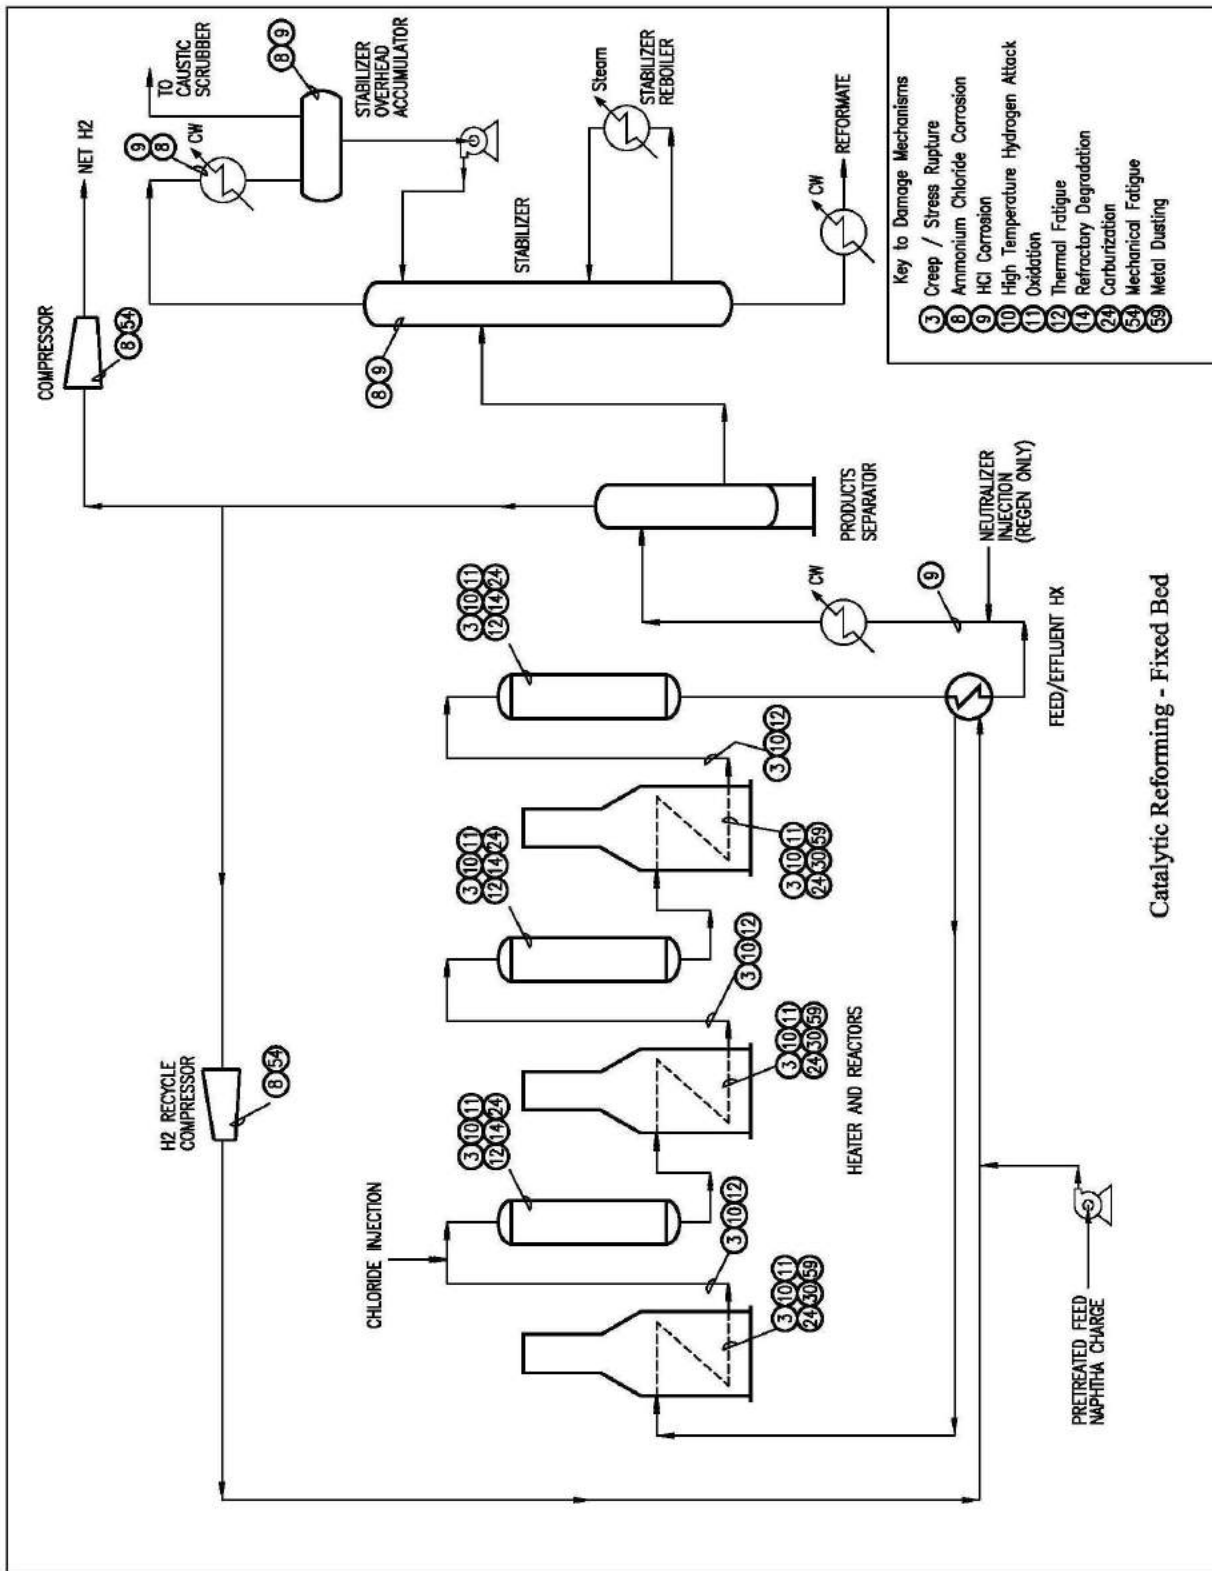 COMPRESSOR
8 54
NET H2
TO
CAUSTIC
SCRUBBER
9
8
CW
8 9
STABILIZER
OVERHEAD
ACCUMULATOR
H2 RECYCLE
COMPRESSOR
8 54
8 9
STABILIZER
Steam
STABILIZER
REBOILER
CHLORIDE INJECTION
3 10 11
12 14 24
3 10 11
12 14 24
3 10 11
12 14 24
3 10 12
3 10 12
3 10 12
3 10 11
24 30 59
3 10 11
24 30 59
3 10 11
24 30 59
HEATER AND REACTORS
PRODUCTS
SEPARATOR
CW
9
NEUTRALIZER
INJECTION
(REGEN ONLY)
FEED/EFFLUENT HX
CW
REFORMATE
PRETREATED FEED
NAPHTHA CHARGE
Key to Damage Mechanisms
3 Creep / Stress Rupture
8 Ammonium Chloride Corrosion
9 HCl Corrosion
10 High Temperature Hydrogen Attack
11 Oxidation
12 Thermal Fatigue
14 Refractory Degradation
24 Carburization
54 Mechanical Fatigue
59 Metal Dusting
Catalytic Reforming - Fixed Bed